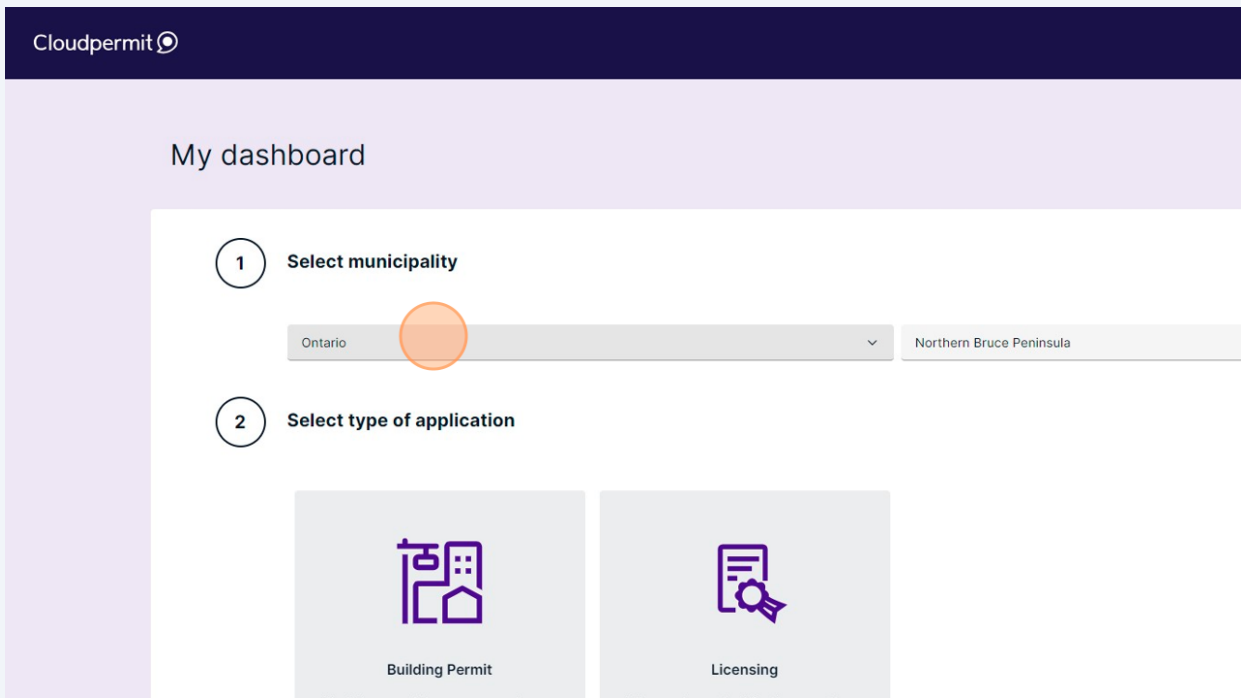 Cloudpermit
My dashboard
1 Select municipality
Ontario Northern Bruce Peninsula
2 Select type of application
Building Permit Licensing